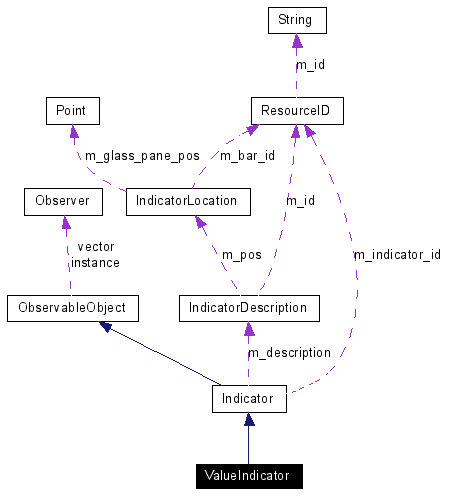 String
m_id
Point
ResourceID
m_glass_pane_pos
m_bar_id
Observer
IndicatorLocation
m_id
vector
instance
m_pos
m_indicator_id
ObservableObject
IndicatorDescription
m_description
Indicator
ValueIndicator